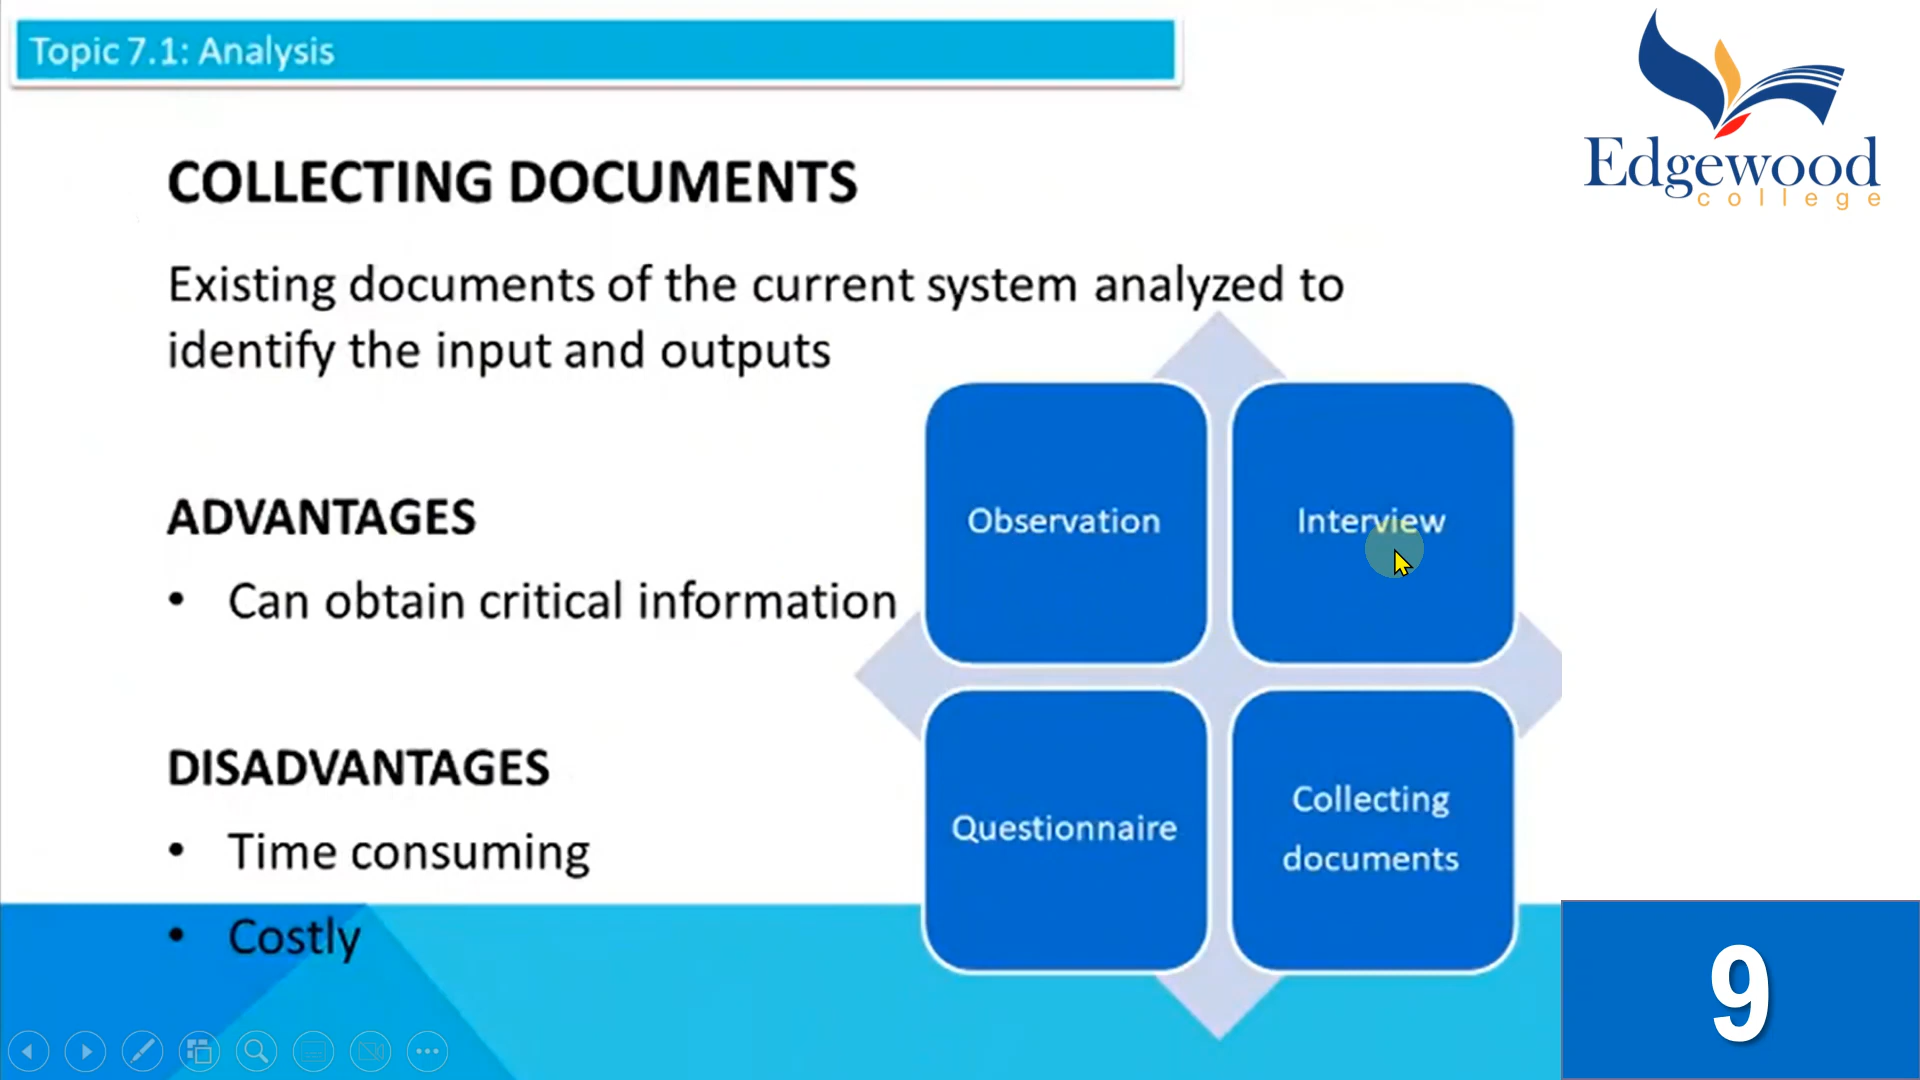 Topic 7.1: Analysis
Edgewood
college
COLLECTING DOCUMENTS
Existing documents of the current system analyzed to
identify the input and outputs
ADVANTAGES
• Can obtain critical information
DISADVANTAGES
• Time consuming
• Costly
Observation
Interview
Questionnaire
Collecting
documents
9